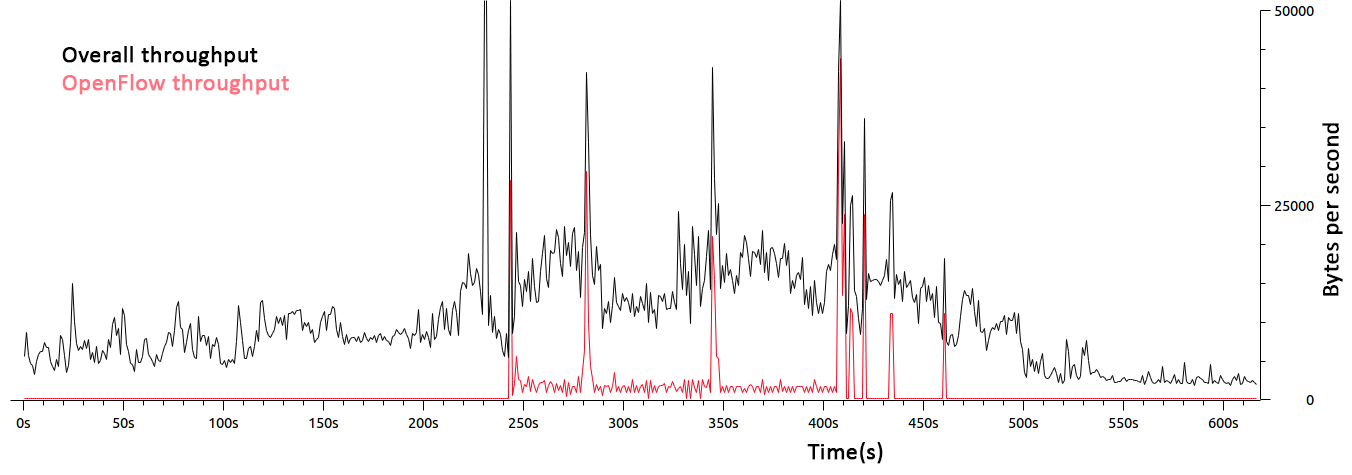 Overall throughput
OpenFlow throughput
50000
25000
0
Bytes per second
0s 50s 100s 150s 200s 250s 300s 350s 400s 450s 500s 550s 600s
Time(s)